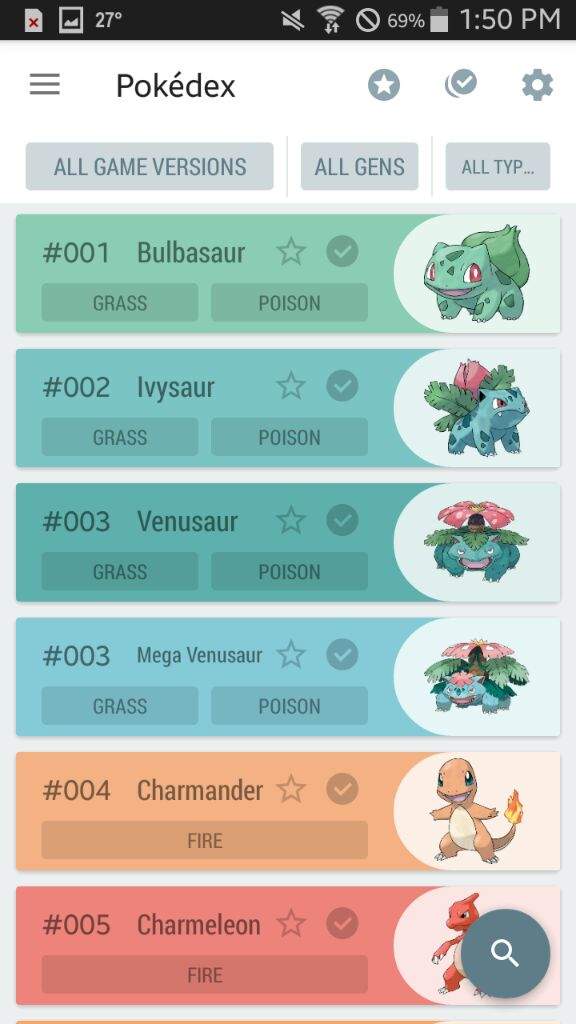 27° 69% 1:50 PM
Pokédex
ALL GAME VERSIONS ALL GENS ALL TYP...
#001 Bulbasaur
GRASS POISON
#002 Ivysaur
GRASS POISON
#003 Venusaur
GRASS POISON
#003 Mega Venusaur
GRASS POISON
#004 Charmander
FIRE
#005 Charmeleon
FIRE